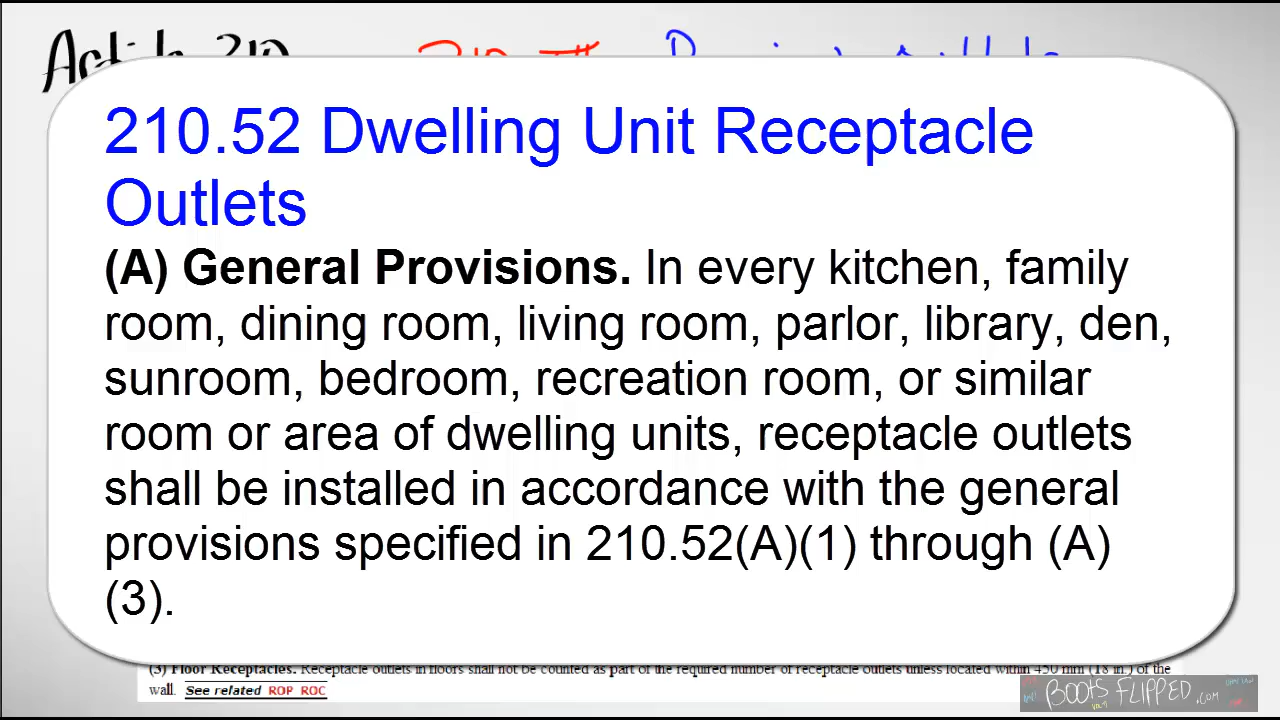 Article 210
210.52 Dwelling Unit Receptacle
Outlets
(A) General Provisions. In every kitchen, family
room, dining room, living room, parlor, library, den,
sunroom, bedroom, recreation room, or similar
room or area of dwelling units, receptacle outlets
shall be installed in accordance with the general
provisions specified in 210.52(A)(1) through (A)
(3).
(3) Floor Receptacles. Receptacle outlets in floors shall not be counted as part of the required number of receptacle outlets unless located within 450 mm (18 in.) of the
wall. See related ROP ROC
BOOTS FLIPPED.COM